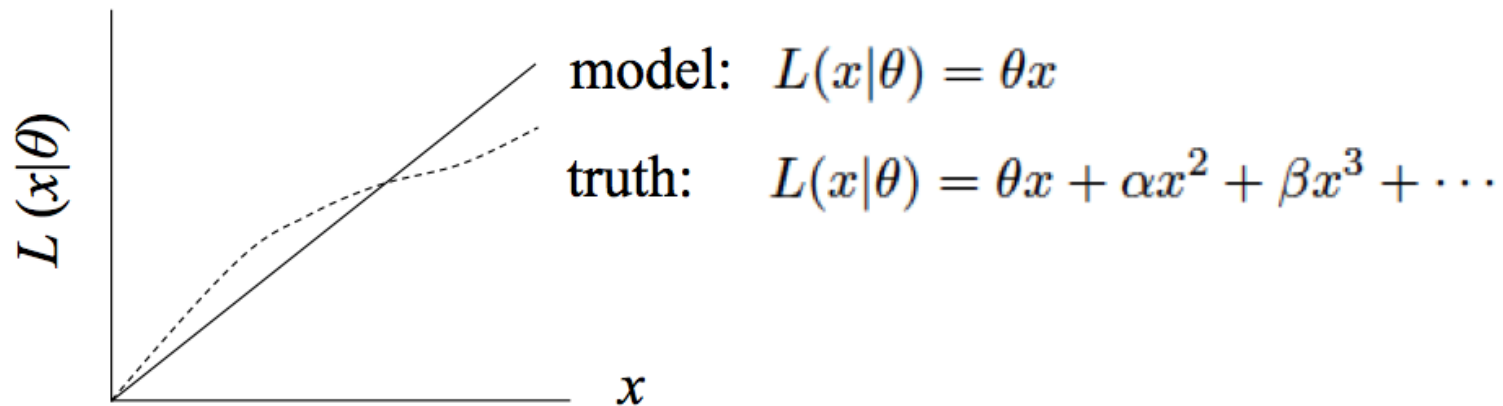 L (x|θ)
model: L(x|θ) = θx
truth: L(x|θ) = θx + αx² + βx³ + ···
x